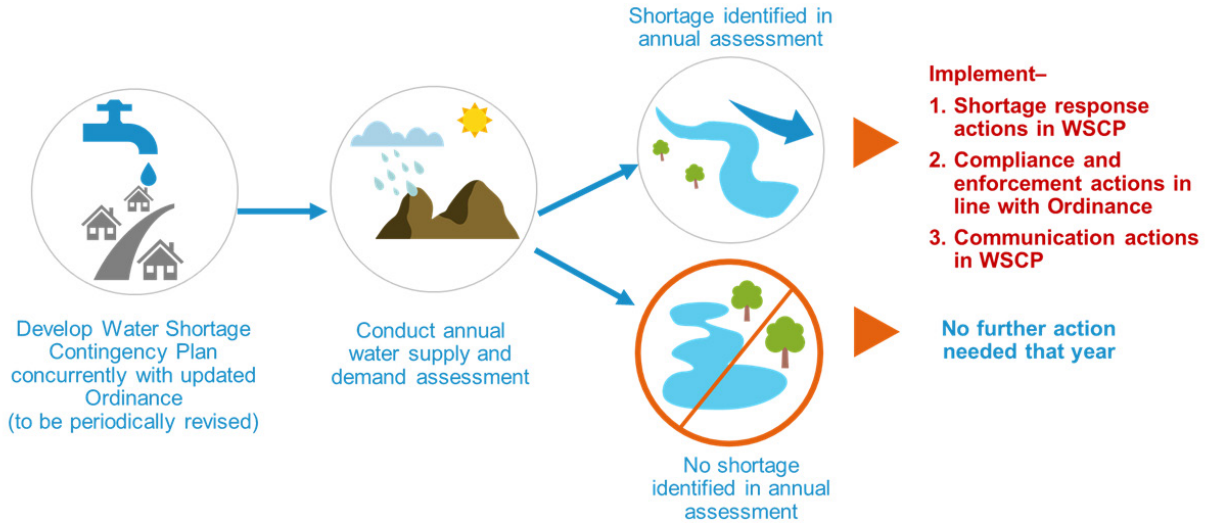 Develop Water Shortage
Contingency Plan
concurrently with updated
Ordinance
(to be periodically revised)
Conduct annual
water supply and
demand assessment
Shortage identified in
annual assessment
Implement–
1. Shortage response
actions in WSCP
2. Compliance and
enforcement actions in
line with Ordinance
3. Communication actions
in WSCP
No shortage
identified in annual
assessment
No further action
needed that year